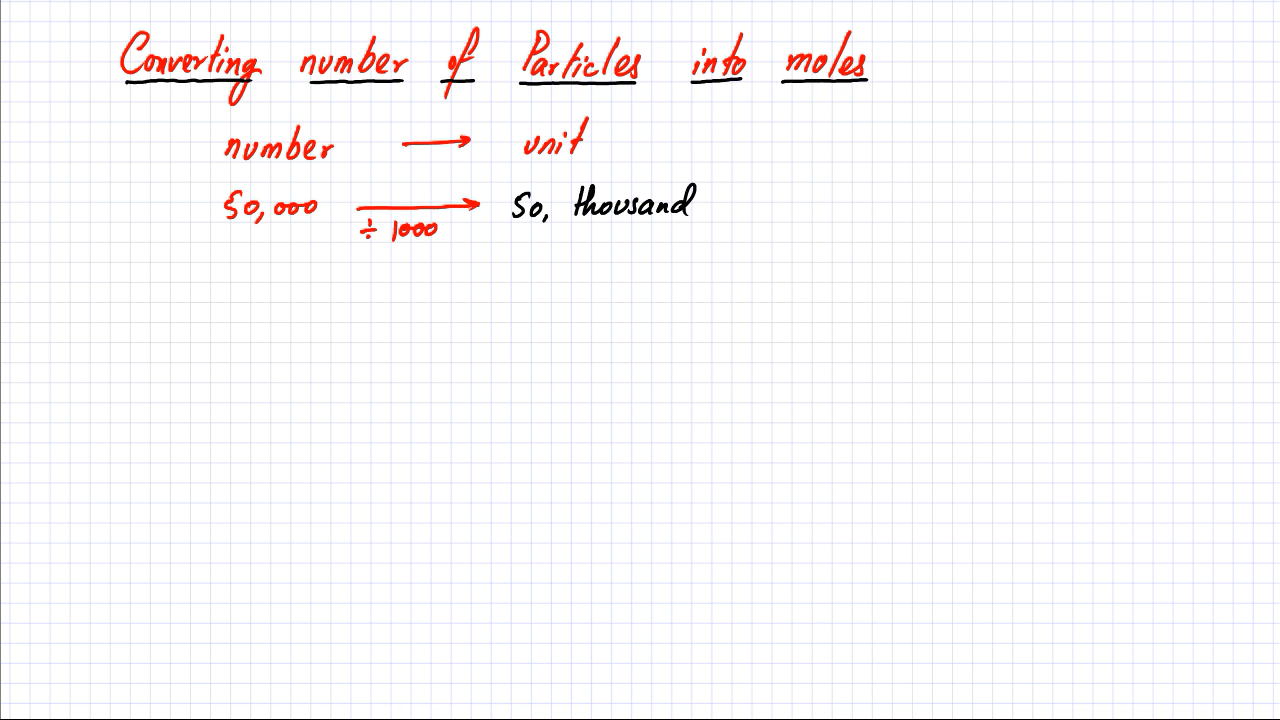 Converting number of Particles into moles
number → unit
50,000 → 50, thousand
÷ 1000